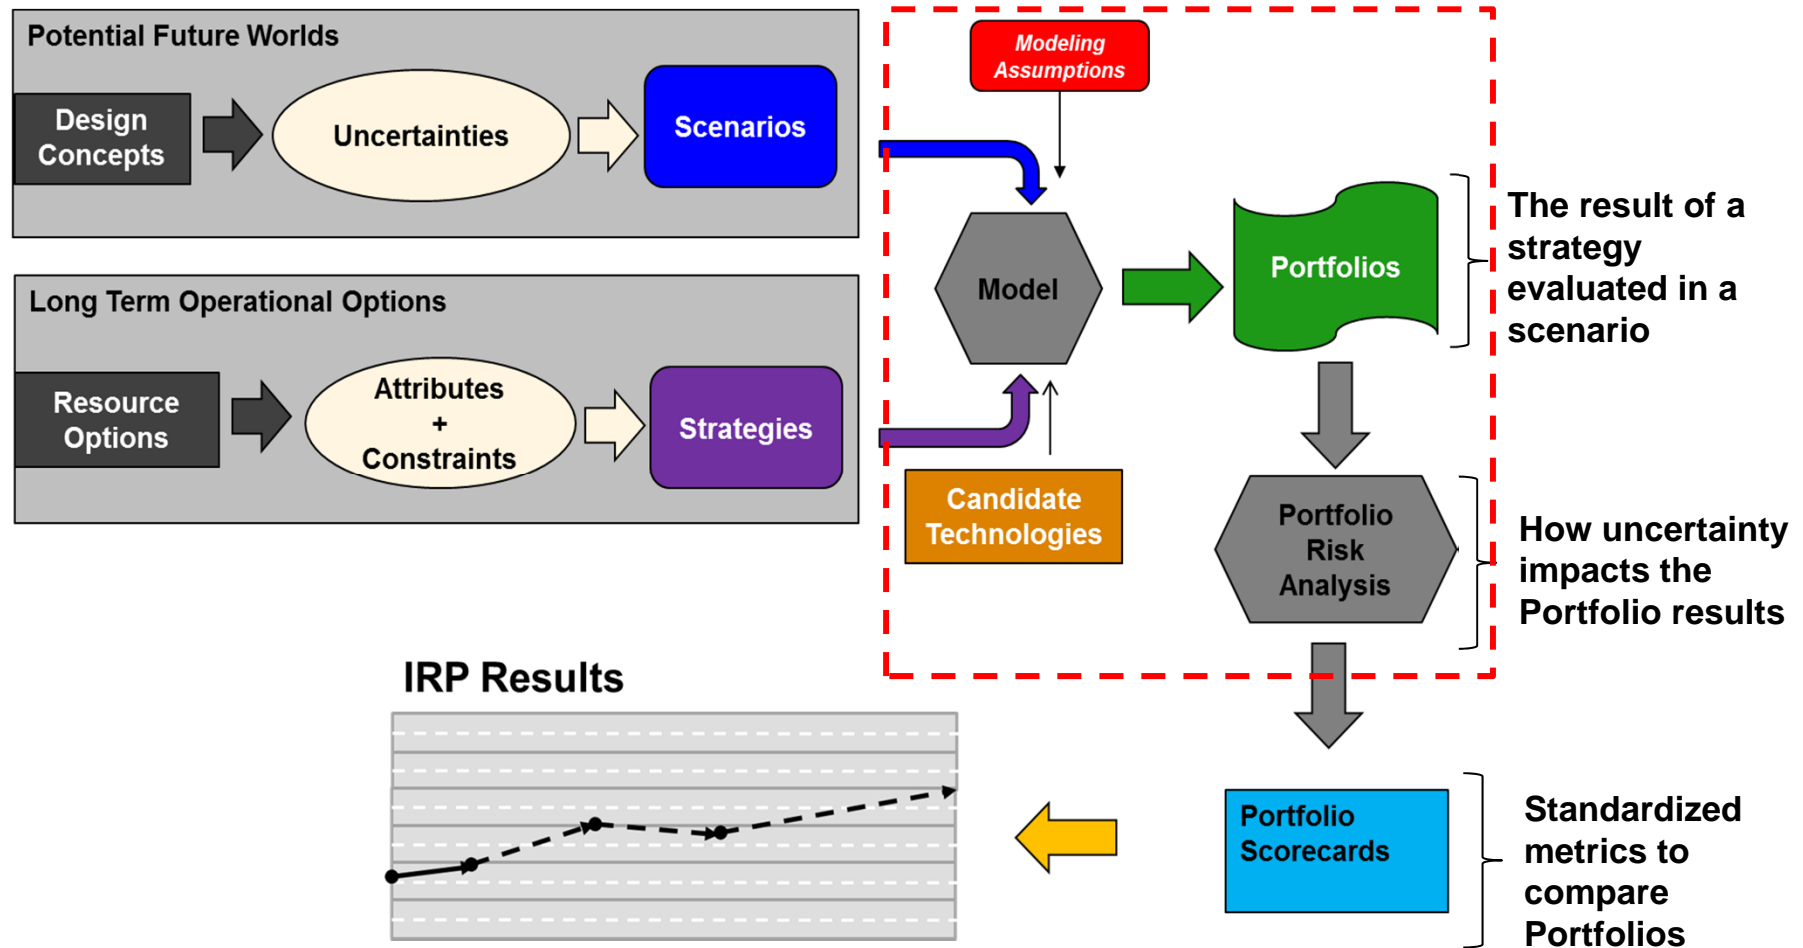 Potential Future Worlds
Design
Concepts
Uncertainties
Scenarios
Long Term Operational Options
Resource
Options
Attributes
+
Constraints
Strategies
Modeling
Assumptions
Model
Candidate
Technologies
Portfolios
The result of a
strategy
evaluated in a
scenario
Portfolio
Risk
Analysis
How uncertainty
impacts the
Portfolio results
Portfolio
Scorecards
Standardized
metrics to
compare
Portfolios
IRP Results